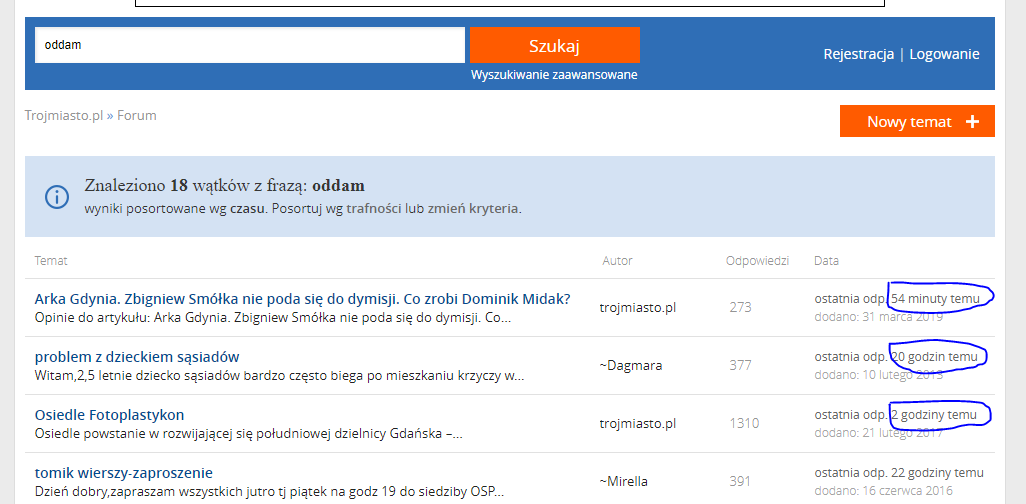 oddam
Szukaj
Wyszukiwanie zaawansowane
Rejestracja | Logowanie
Trojmiasto.pl » Forum
Nowy temat +
Znaleziono 18 wątków z frazą: oddam
wyniki posortowane wg czasu. Posortuj wg trafności lub zmień kryteria.
Temat Autor Odpowiedzi Data
Arka Gdynia. Zbigniew Smółka nie poda się do dymisji. Co zrobi Dominik Midak?
Opinie do artykułu: Arka Gdynia. Zbigniew Smółka nie poda się do dymisji. Co...
trojmiasto.pl
273
ostatnia odp. 54 minuty temu
dodano: 31 marca 2019
problem z dzieckiem sąsiadów
Witam,2,5 letnie dziecko sąsiadów bardzo często biega po mieszkaniu krzyczy w...
~Dagmara
377
ostatnia odp. 20 godzin temu
dodano: 10 lutego 2015
Osiedle Fotoplastykon
Osiedle powstanie w rozwijającej się południowej dzielnicy Gdańska –...
trojmiasto.pl
1310
ostatnia odp. 2 godziny temu
dodano: 21 lutego 2017
tomik wierszy-zaproszenie
Dzień dobry,zapraszam wszystkich jutro tj piątek na godz 19 do siedziby OSP...
~Mirella
391
ostatnia odp. 22 godziny temu
dodano: 16 czerwca 2016